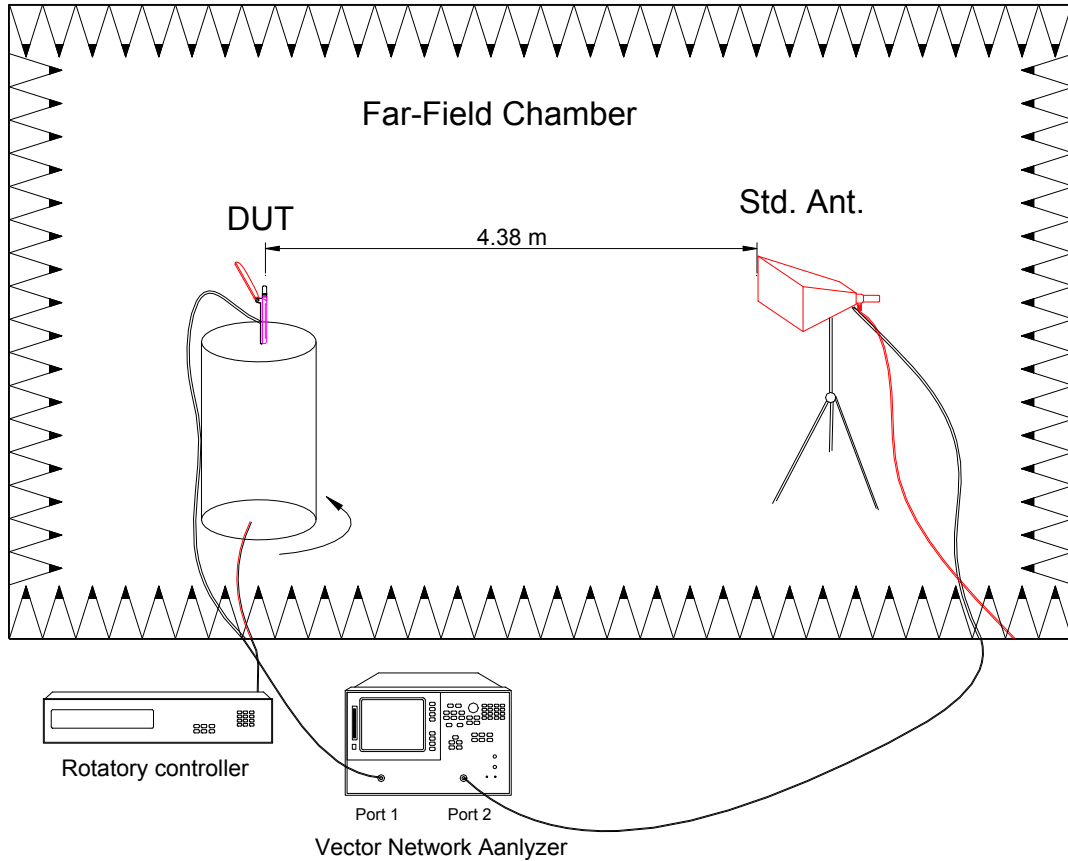 Far-Field Chamber
Std. Ant.
DUT
4.38 m
Rotatory controller
Port 1
Port 2
Vector Network Aanlyzer